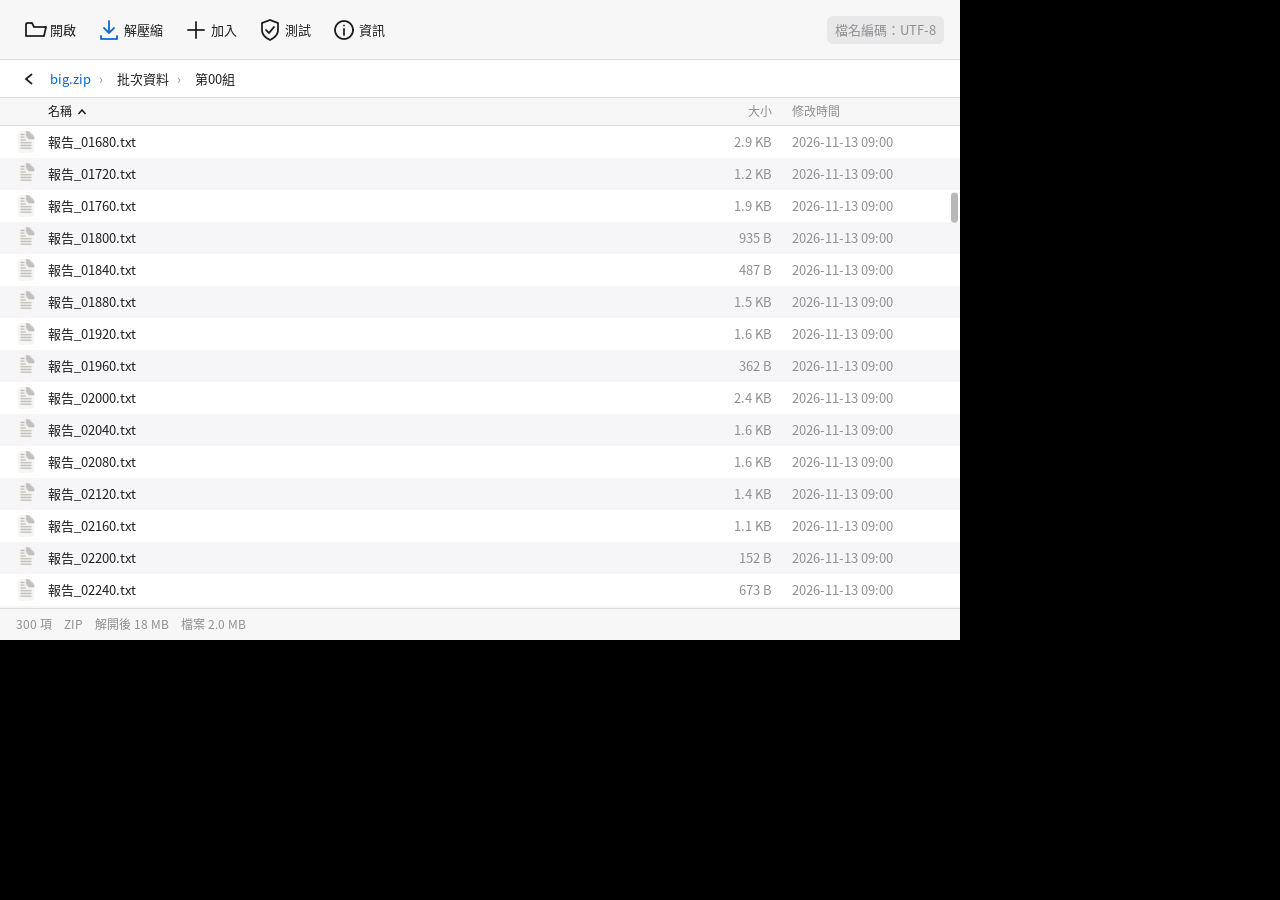 開啟 解壓縮 加入 測試 資訊 檔名編碼：UTF-8
big.zip › 批次資料 › 第00組
名稱 大小 修改時間
報告_01680.txt 2.9 KB 2026-11-13 09:00
報告_01720.txt 1.2 KB 2026-11-13 09:00
報告_01760.txt 1.9 KB 2026-11-13 09:00
報告_01800.txt 935 B 2026-11-13 09:00
報告_01840.txt 487 B 2026-11-13 09:00
報告_01880.txt 1.5 KB 2026-11-13 09:00
報告_01920.txt 1.6 KB 2026-11-13 09:00
報告_01960.txt 362 B 2026-11-13 09:00
報告_02000.txt 2.4 KB 2026-11-13 09:00
報告_02040.txt 1.6 KB 2026-11-13 09:00
報告_02080.txt 1.6 KB 2026-11-13 09:00
報告_02120.txt 1.4 KB 2026-11-13 09:00
報告_02160.txt 1.1 KB 2026-11-13 09:00
報告_02200.txt 152 B 2026-11-13 09:00
報告_02240.txt 673 B 2026-11-13 09:00
300 項 ZIP 解開後 18 MB 檔案 2.0 MB